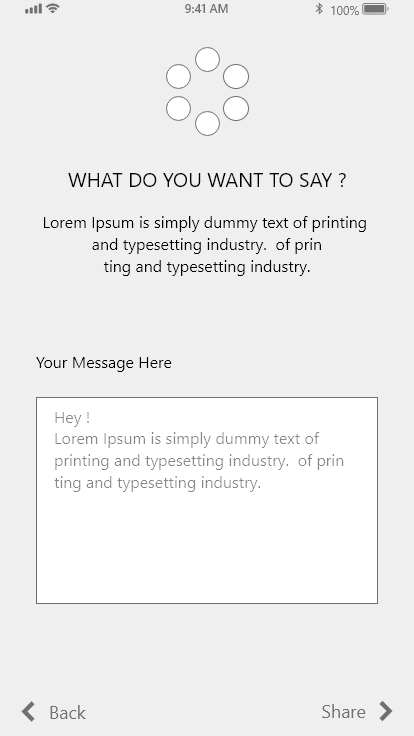 9:41 AM 100%
WHAT DO YOU WANT TO SAY ?
Lorem Ipsum is simply dummy text of printing
and typesetting industry.  of prin
ting and typesetting industry.
Your Message Here
Hey !
Lorem Ipsum is simply dummy text of
printing and typesetting industry.  of prin
ting and typesetting industry.
Back Share